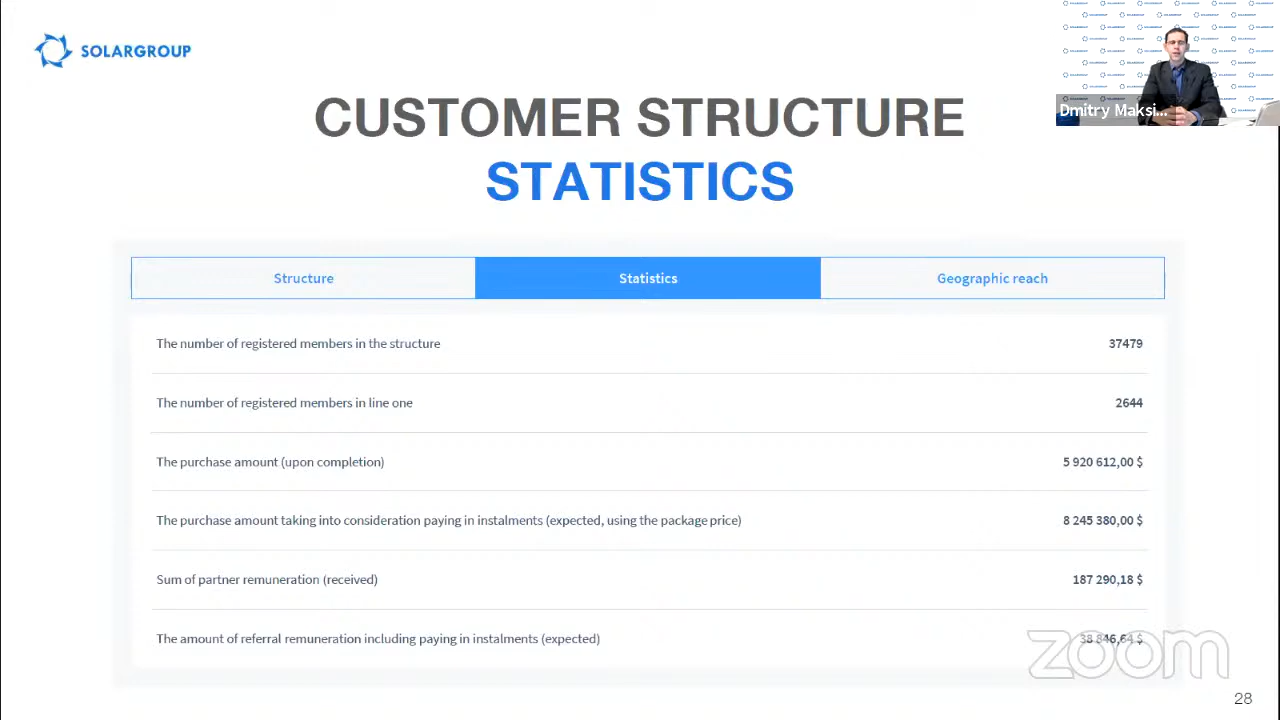 SOLARGROUP
Dmitry Maksi...
CUSTOMER STRUCTURE
STATISTICS
Structure
Statistics
Geographic reach
The number of registered members in the structure
37479
The number of registered members in line one
2644
The purchase amount (upon completion)
5 920 612,00 $
The purchase amount taking into consideration paying in instalments (expected, using the package price)
8 245 380,00 $
Sum of partner remuneration (received)
187 290,18 $
The amount of referral remuneration including paying in instalments (expected)
38 846,64 $
zoom
28